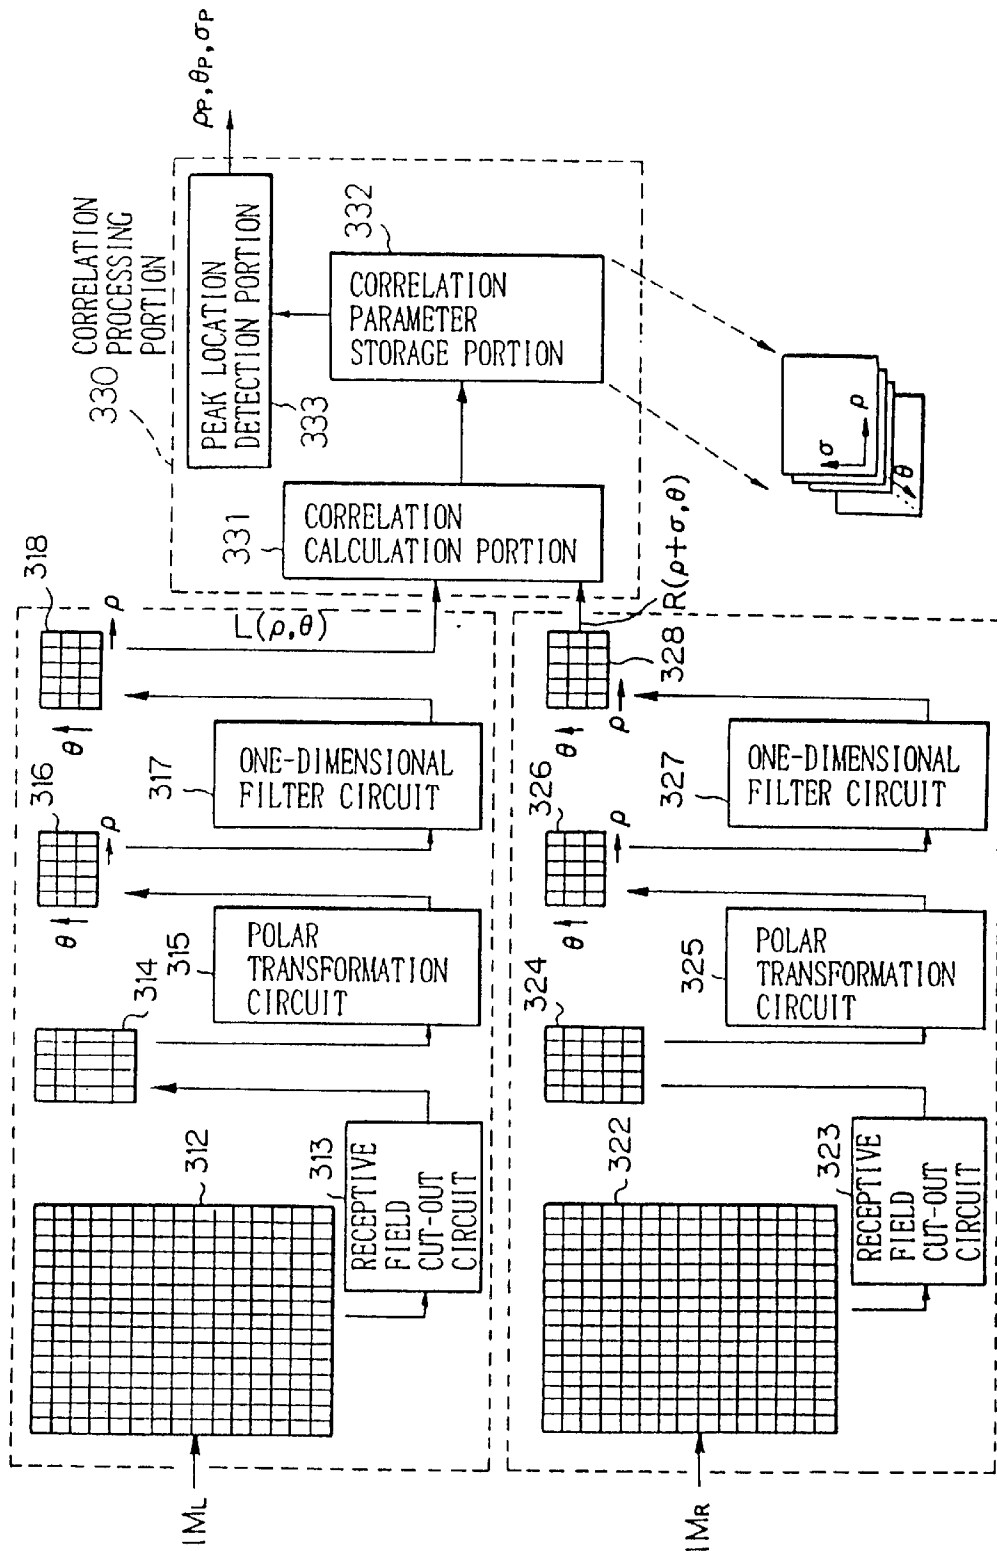 IML
312
RECEPTIVE
FIELD
CUT-OUT
CIRCUIT
313
314
POLAR
TRANSFORMATION
CIRCUIT
315
316
θ
ρ
ONE-DIMENSIONAL
FILTER CIRCUIT
317
318
θ
ρ
L(ρ,θ)
IMR
322
RECEPTIVE
FIELD
CUT-OUT
CIRCUIT
323
324
POLAR
TRANSFORMATION
CIRCUIT
325
326
θ
ρ
ONE-DIMENSIONAL
FILTER CIRCUIT
327
328
θ
ρ
R(ρ+σ,θ)
330
CORRELATION
PROCESSING
PORTION
CORRELATION
CALCULATION PORTION
331
CORRELATION
PARAMETER
STORAGE PORTION
332
PEAK LOCATION
DETECTION PORTION
333
ρP,θP,σP
σ
ρ
θ